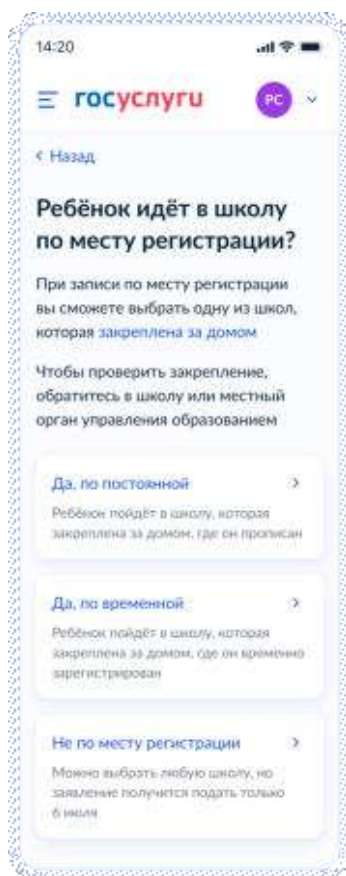 14:20
госуслуги
РС
< Назад
Ребёнок идёт в школу
по месту регистрации?
При записи по месту регистрации
вы сможете выбрать одну из школ,
которая закреплена за домом
Чтобы проверить закрепление,
обратитесь в школу или местный
орган управления образованием
Да, по постоянной
Ребёнок пойдёт в школу, которая
закреплена за домом, где он прописан
Да, по временной
Ребёнок пойдёт в школу, которая
закреплена за домом, где он временно
зарегистрирован
Не по месту регистрации
Можно выбрать любую школу, но
заявление получится подать только
6 июля